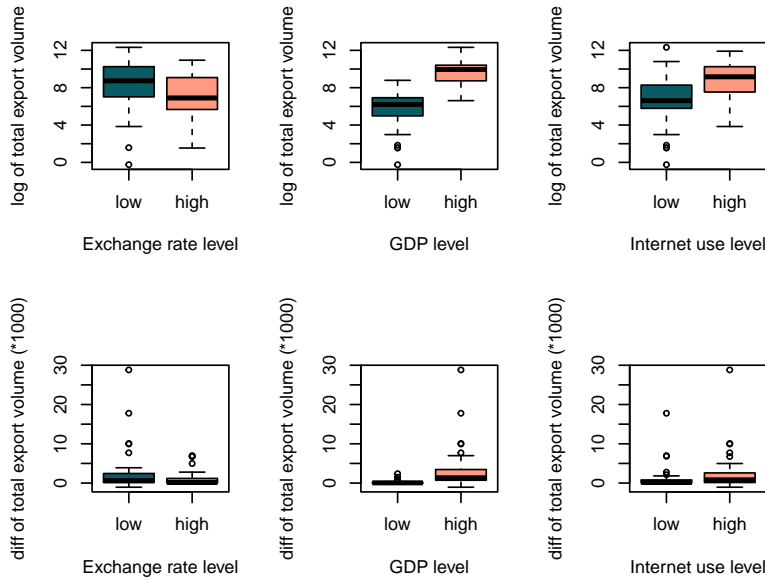 log of total export volume
12
8
4
0
low
high
Exchange rate level
log of total export volume
12
8
4
0
low
high
GDP level
log of total export volume
12
8
4
0
low
high
Internet use level
diff of total export volume (*1000)
30
20
10
0
low
high
Exchange rate level
diff of total export volume (*1000)
30
20
10
0
low
high
GDP level
diff of total export volume (*1000)
30
20
10
0
low
high
Internet use level